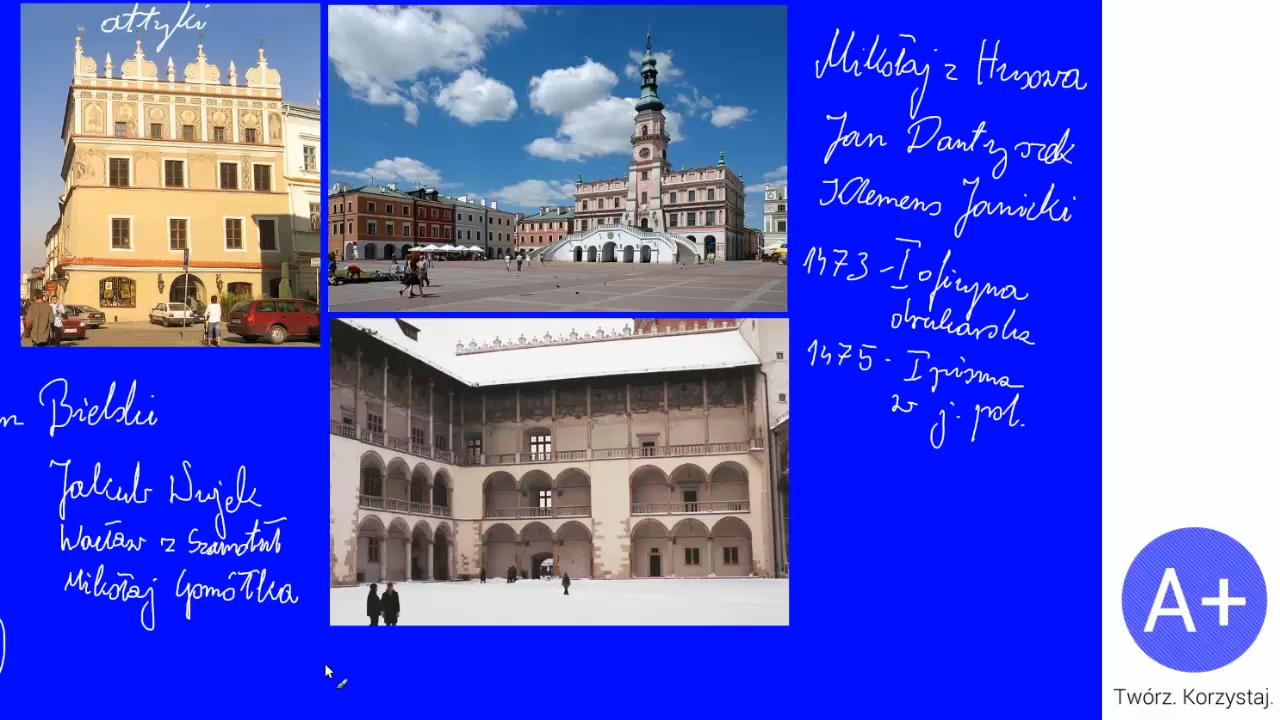 attyki
Mikołaj z Hussowa
Jan Dantyszek
Klemens Janicki
1473 - I oficyna
drukarska
1475 - I pisma
w j. pol.
n Bielski
Jakub Wujek
Wacław z Szamotuł
Mikołaj Gomółka
A+
Twórz. Korzystaj.